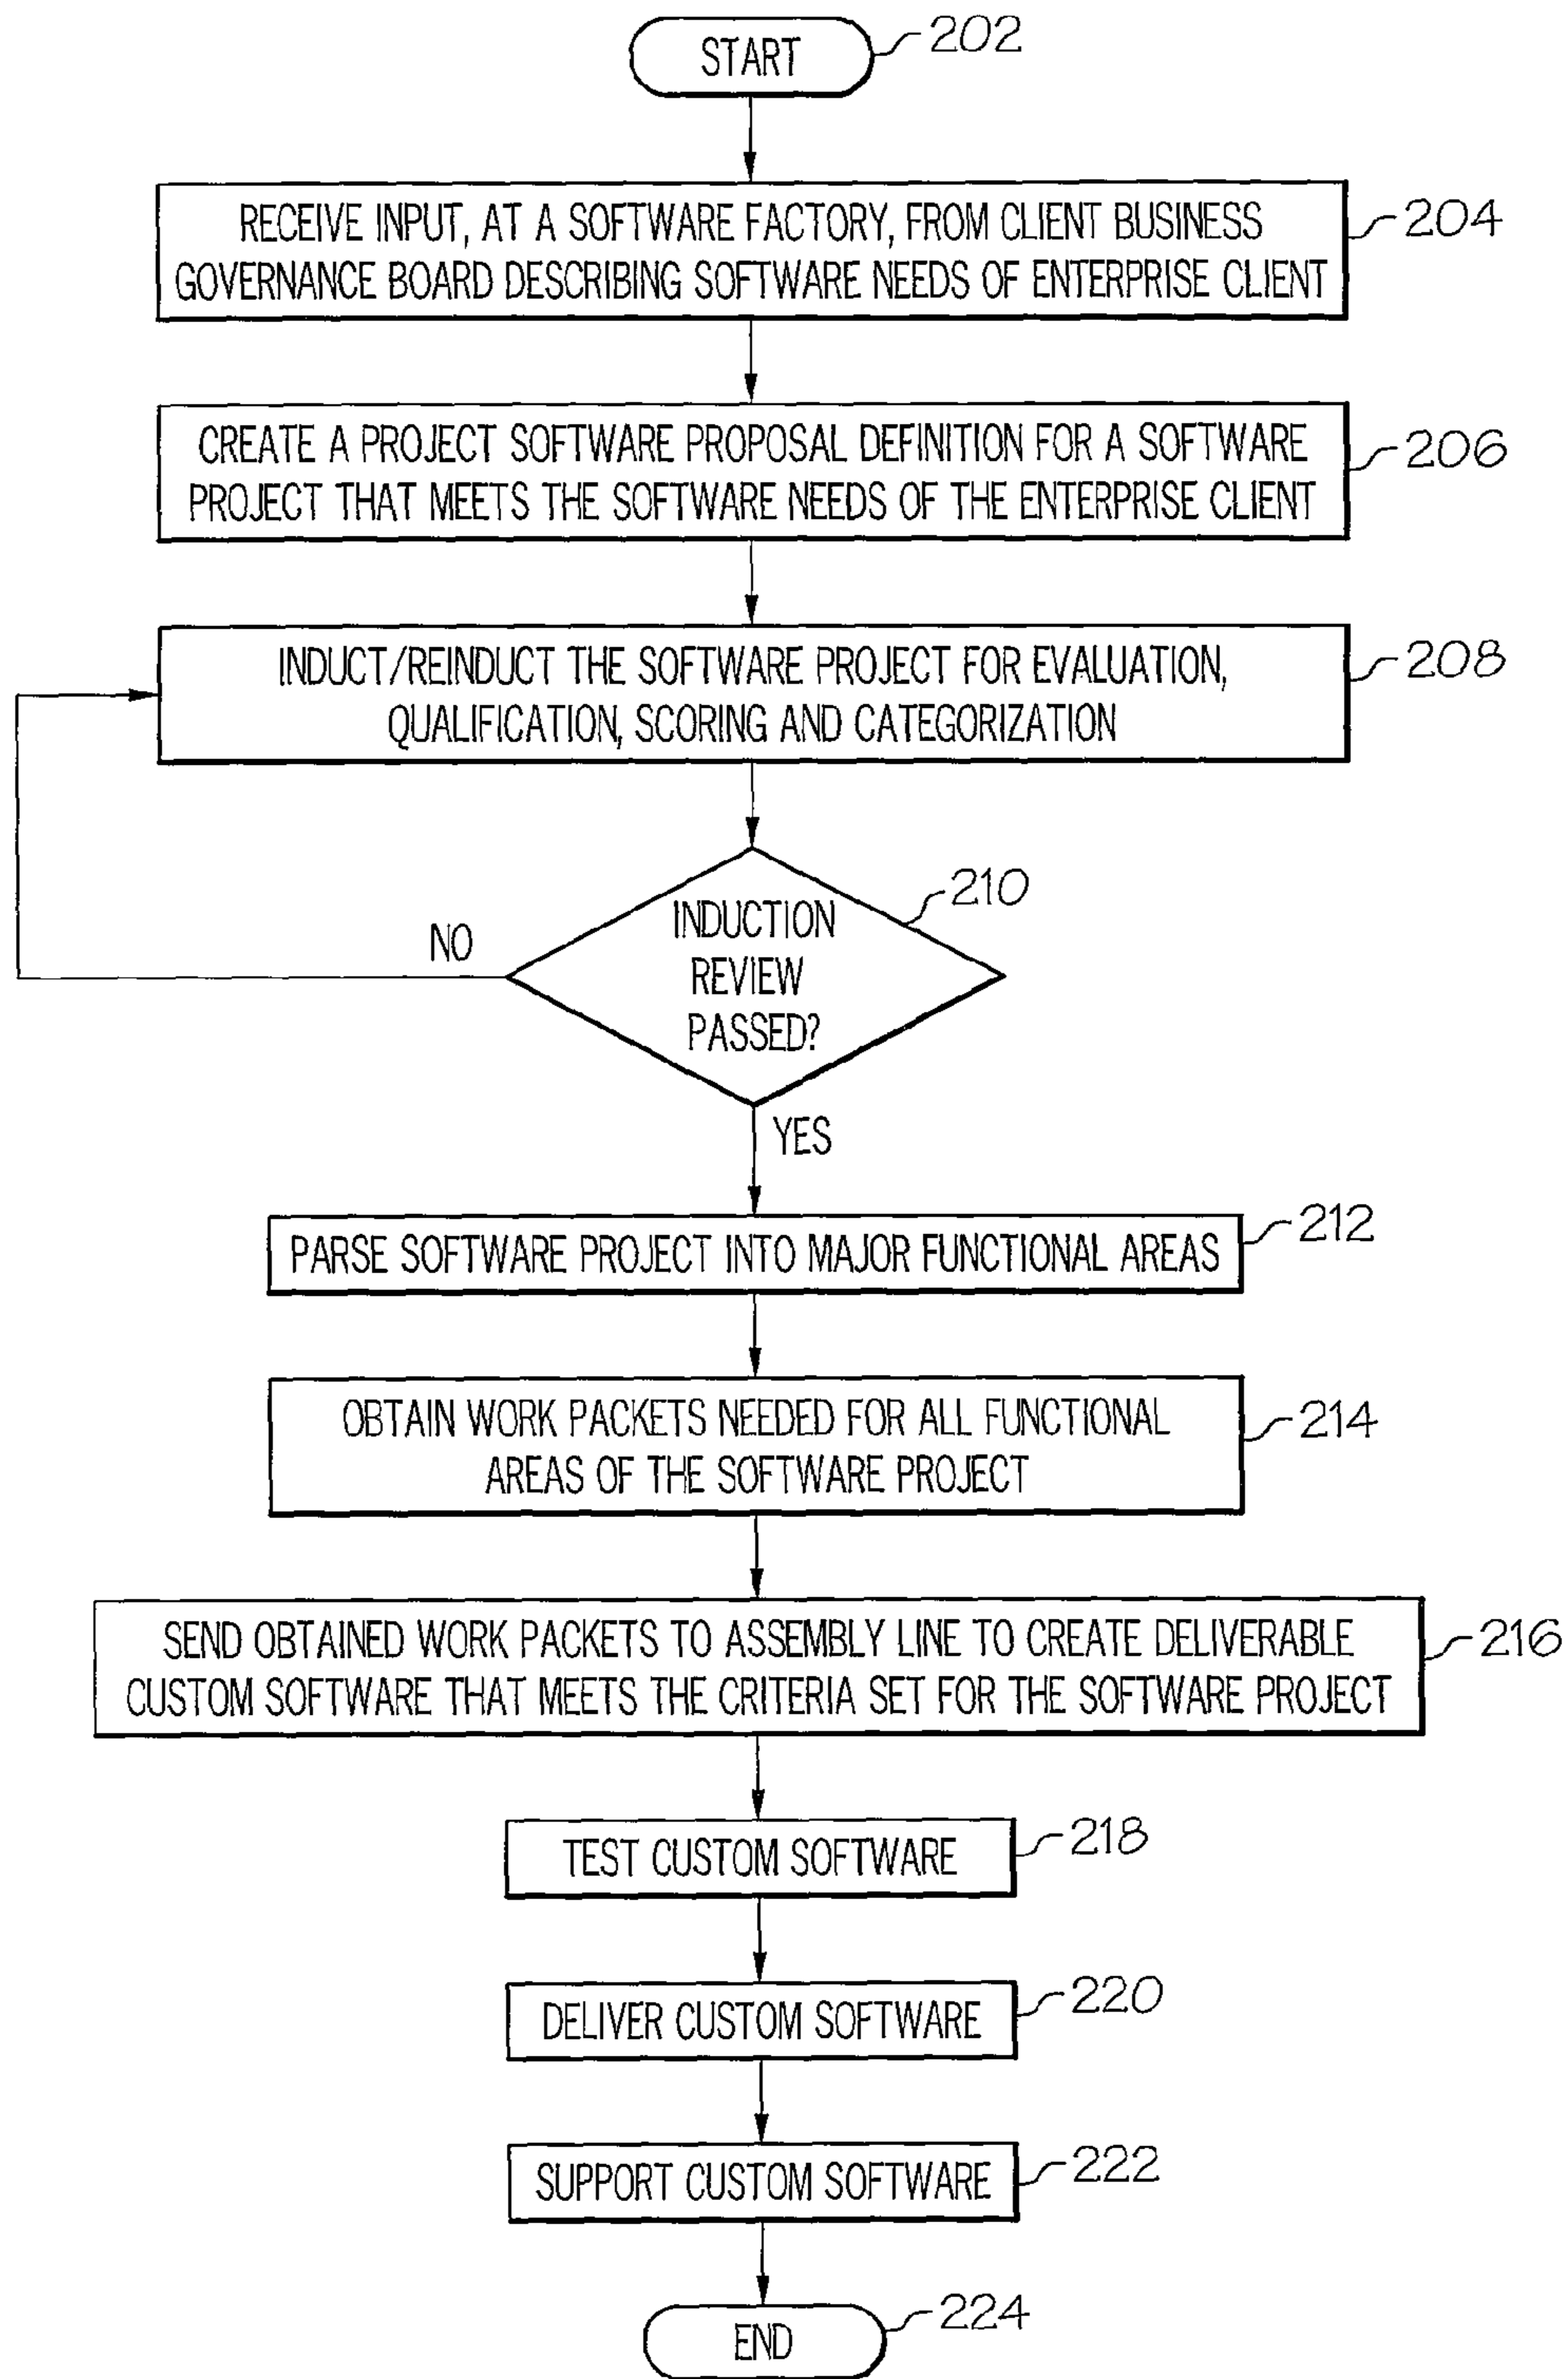 START
202
RECEIVE INPUT, AT A SOFTWARE FACTORY, FROM CLIENT BUSINESS
GOVERNANCE BOARD DESCRIBING SOFTWARE NEEDS OF ENTERPRISE CLIENT
204
CREATE A PROJECT SOFTWARE PROPOSAL DEFINITION FOR A SOFTWARE
PROJECT THAT MEETS THE SOFTWARE NEEDS OF THE ENTERPRISE CLIENT
206
INDUCT/REINDUCT THE SOFTWARE PROJECT FOR EVALUATION,
QUALIFICATION, SCORING AND CATEGORIZATION
208
INDUCTION
REVIEW
PASSED?
210
NO
YES
PARSE SOFTWARE PROJECT INTO MAJOR FUNCTIONAL AREAS
212
OBTAIN WORK PACKETS NEEDED FOR ALL FUNCTIONAL
AREAS OF THE SOFTWARE PROJECT
214
SEND OBTAINED WORK PACKETS TO ASSEMBLY LINE TO CREATE DELIVERABLE
CUSTOM SOFTWARE THAT MEETS THE CRITERIA SET FOR THE SOFTWARE PROJECT
216
TEST CUSTOM SOFTWARE
218
DELIVER CUSTOM SOFTWARE
220
SUPPORT CUSTOM SOFTWARE
222
END
224